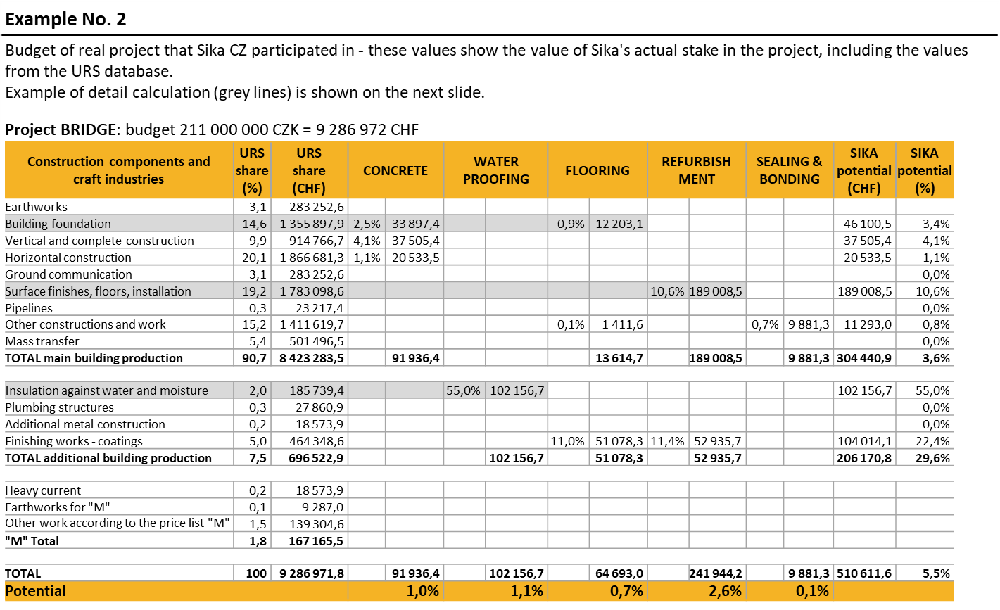 Example No. 2
Budget of real project that Sika CZ participated in - these values show the value of Sika's actual stake in the project, including the values
from the URS database.
Example of detail calculation (grey lines) is shown on the next slide.
Project BRIDGE: budget 211 000 000 CZK = 9 286 972 CHF
Construction components and craft industries URS share (%) URS share (CHF) CONCRETE WATER PROOFING FLOORING REFURBISH MENT SEALING & BONDING SIKA potential (CHF) SIKA potential (%)
Earthworks 3,1 283 252,6
Building foundation 14,6 1 355 897,9 2,5% 33 897,4 0,9% 12 203,1 46 100,5 3,4%
Vertical and complete construction 9,9 914 766,7 4,1% 37 505,4 37 505,4 4,1%
Horizontal construction 20,1 1 866 681,3 1,1% 20 533,5 20 533,5 1,1%
Ground communication 3,1 283 252,6 0,0%
Surface finishes, floors, installation 19,2 1 783 098,6 10,6% 189 008,5 189 008,5 10,6%
Pipelines 0,3 23 217,4 0,0%
Other constructions and work 15,2 1 411 619,7 0,1% 1 411,6 0,7% 9 881,3 11 293,0 0,8%
Mass transfer 5,4 501 496,5 0,0%
TOTAL main building production 90,7 8 423 283,5 91 936,4 13 614,7 189 008,5 9 881,3 304 440,9 3,6%
Insulation against water and moisture 2,0 185 739,4 55,0% 102 156,7 102 156,7 55,0%
Plumbing structures 0,3 27 860,9 0,0%
Additional metal construction 0,2 18 573,9 0,0%
Finishing works - coatings 5,0 464 348,6 11,0% 51 078,3 11,4% 52 935,7 104 014,1 22,4%
TOTAL additional building production 7,5 696 522,9 102 156,7 51 078,3 52 935,7 206 170,8 29,6%
Heavy current 0,2 18 573,9
Earthworks for "M" 0,1 9 287,0
Other work according to the price list "M" 1,5 139 304,6
"M" Total 1,8 167 165,5
TOTAL 100 9 286 971,8 91 936,4 102 156,7 64 693,0 241 944,2 9 881,3 510 611,6 5,5%
Potential 1,0% 1,1% 0,7% 2,6% 0,1%